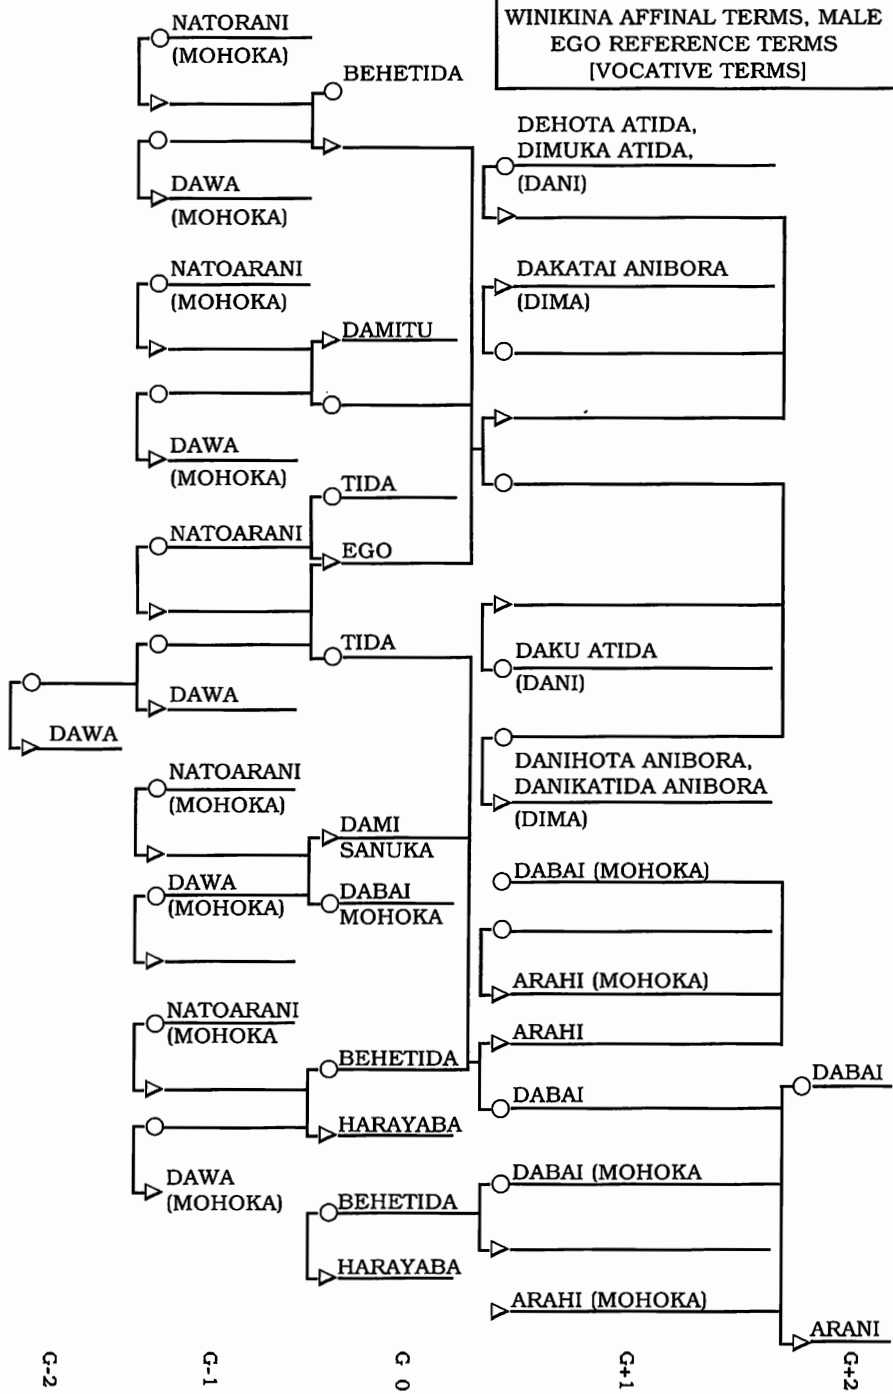 WINIKINA AFFINAL TERMS, MALE
EGO REFERENCE TERMS
[VOCATIVE TERMS]
NATORANI
(MOHOKA)
DAWA
(MOHOKA)
NATOARANI
(MOHOKA)
DAWA
(MOHOKA)
NATOARANI
DAWA
DAWA
NATOARANI
(MOHOKA)
DAWA
(MOHOKA)
NATOARANI
(MOHOKA
DAWA
(MOHOKA)
BEHETIDA
DAMITU
TIDA
EGO
TIDA
DAMI
SANUKA
DABAI
MOHOKA
BEHETIDA
HARAYABA
BEHETIDA
HARAYABA
DEHOTA ATIDA,
DIMUKA ATIDA,
(DANI)
DAKATAI ANIBORA
(DIMA)
DAKU ATIDA
(DANI)
DANIHOTA ANIBORA,
DANIKATIDA ANIBORA
(DIMA)
DABAI (MOHOKA)
ARAHI (MOHOKA)
ARAHI
DABAI
DABAI (MOHOKA
ARAHI (MOHOKA)
DABAI
ARANI
G-2
G-1
G 0
G+1
G+2